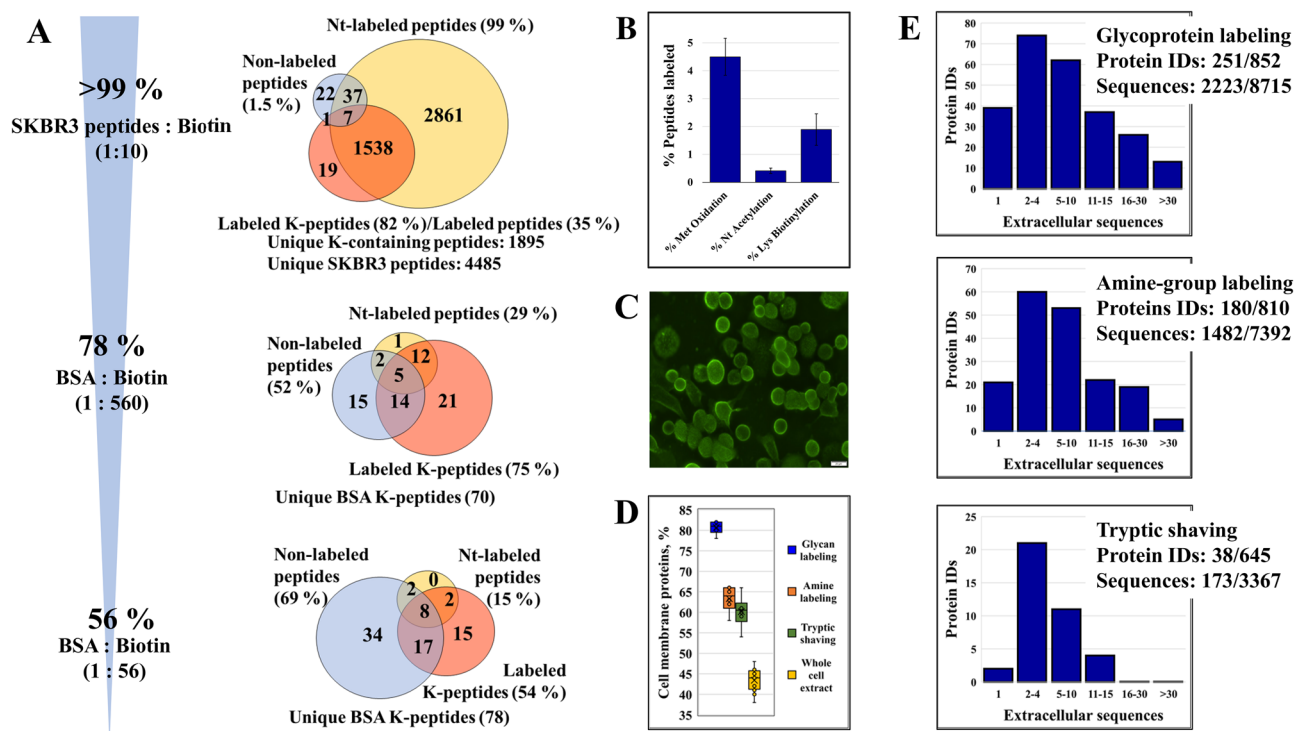 A
>99 %
SKBR3 peptides : Biotin
(1:10)
78 %
BSA : Biotin
(1 : 560)
56 %
BSA : Biotin
(1 : 56)
Nt-labeled peptides (99 %)
Non-labeled
peptides
(1.5 %)
22
37
2861
1
7
1538
19
Labeled K-peptides (82 %)/Labeled peptides (35 %)
Unique K-containing peptides: 1895
Unique SKBR3 peptides: 4485
Nt-labeled peptides (29 %)
Non-labeled
peptides
(52 %)
1
2
12
5
15
14
21
Labeled K-peptides (75 %)
Unique BSA K-peptides (70)
Non-labeled
peptides
(69 %)
Nt-labeled
peptides
(15 %)
0
2
2
8
34
17
15
Labeled
K-peptides (54 %)
Unique BSA K-peptides (78)
B
% Peptides labeled
5
4
3
2
1
0
% Met Oxidation
% Nt Acetylation
% Lys Biotinylation
C
D
Cell membrane proteins, %
85
80
75
70
65
60
55
50
45
40
35
Glycan
labeling
Amine
labeling
Tryptic
shaving
Whole
cell
extract
E
Glycoprotein labeling
Protein IDs: 251/852
Sequences: 2223/8715
Protein IDs
80
70
60
50
40
30
20
10
0
1 2-4 5-10 11-15 16-30 >30
Extracellular sequences
Amine-group labeling
Proteins IDs: 180/810
Sequences: 1482/7392
Protein IDs
70
60
50
40
30
20
10
0
1 2-4 5-10 11-15 16-30 >30
Extracellular sequences
Tryptic shaving
Protein IDs: 38/645
Sequences: 173/3367
Protein IDs
25
20
15
10
5
0
1 2-4 5-10 11-15 16-30 >30
Extracellular sequences